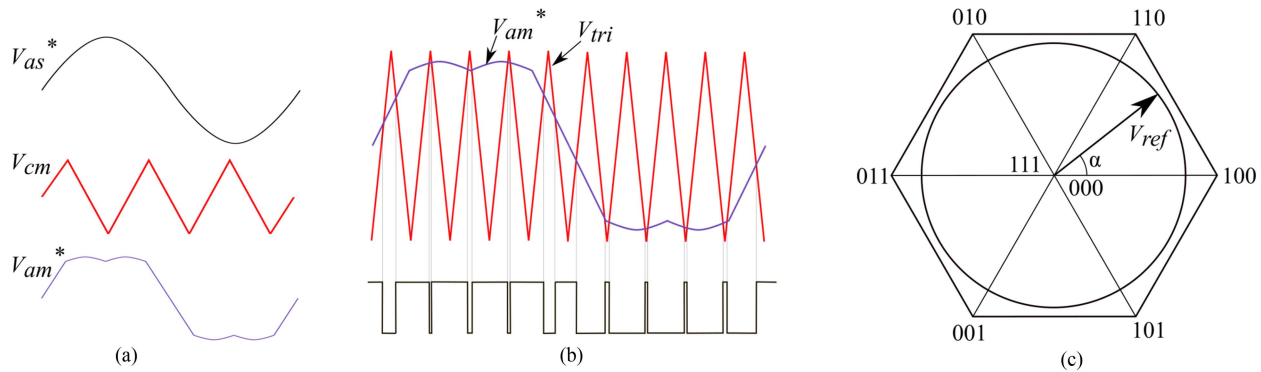 Vas*
Vcm
Vam*
(a)
Vam*
Vtri
(b)
010
110
Vref
α
111
000
011
100
001
101
(c)